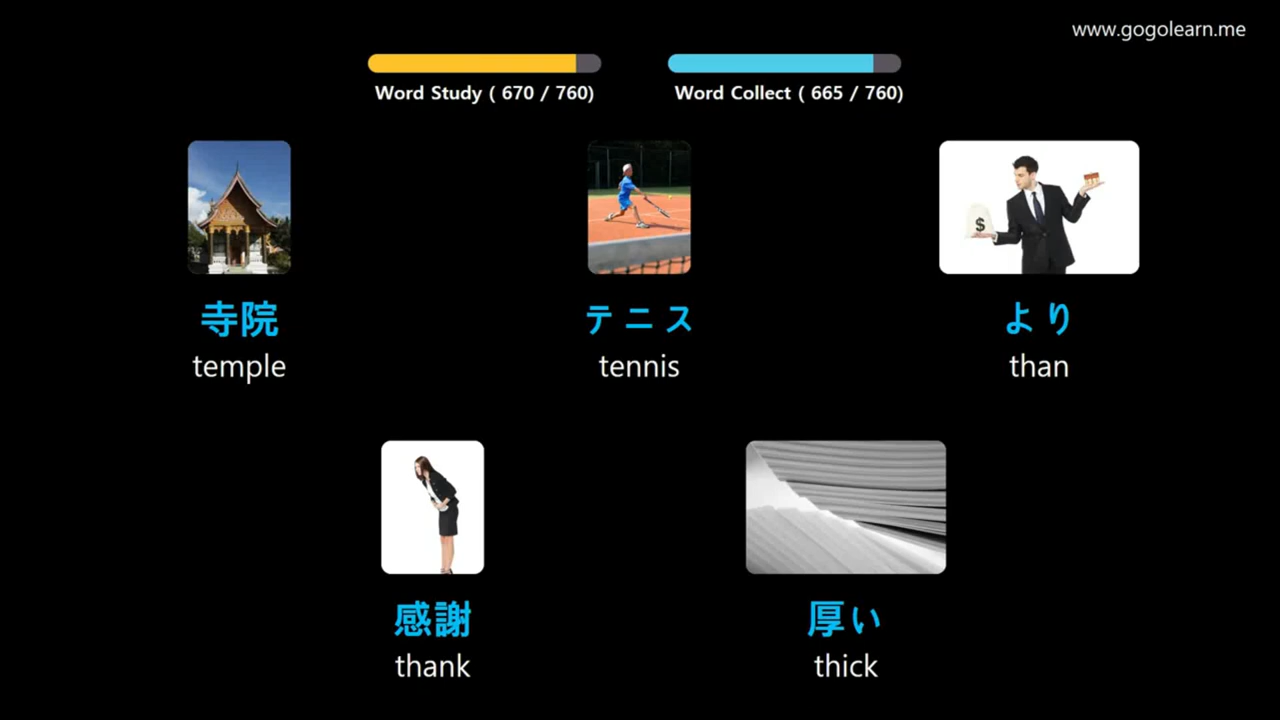 www.gogolearn.me
Word Study ( 670 / 760)
Word Collect ( 665 / 760)
寺院
temple
テニス
tennis
より
than
$
感謝
thank
厚い
thick